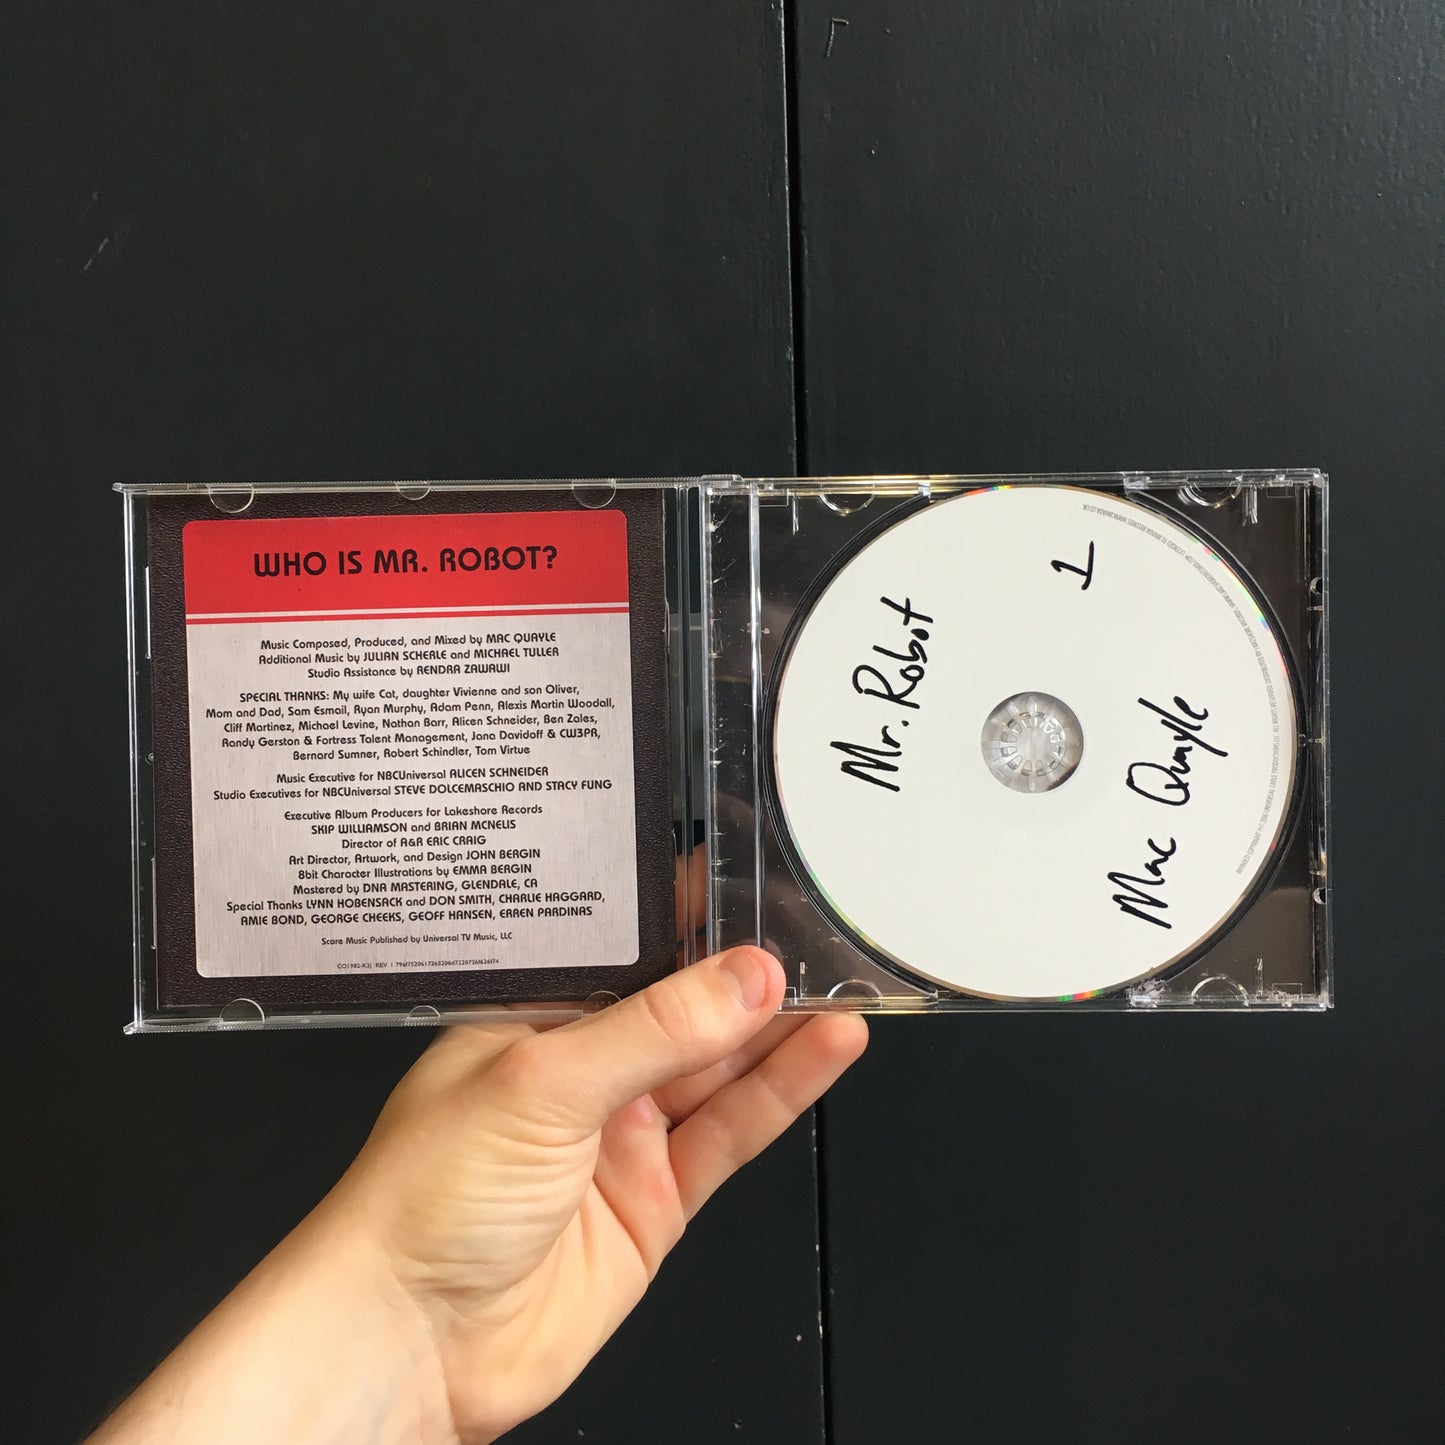 WHO IS MR. ROBOT?
Music Composed, Produced, and Mixed by MAC QUAYLE
Additional Music by JULIAN SCHERLE and MICHAEL TULLER
Studio Assistance by RENDRA ZAWAWI
SPECIAL THANKS: My wife Cat, daughter Vivienne and son Oliver,
Mom and Dad, Sam Esmail, Ryan Murphy, Adam Penn, Alexis Martin Woodall,
Cliff Martinez, Michael Levine, Nathan Barr, Alicen Schneider, Ben Zales,
Randy Gerston & Fortress Talent Management, Jana Davidoff & CW3PR,
Bernard Sumner, Robert Schindler, Tom Virtue
Music Executive for NBCUniversal ALICEN SCHNEIDER
Studio Executives for NBCUniversal STEVE DOLCEMASCHIO AND STACY FUNG
Executive Album Producers for Lakeshore Records
SKIP WILLIAMSON and BRIAN MCNELIS
Director of A&R ERIC CRAIG
Art Director, Artwork, and Design JOHN BERGIN
8bit Character Illustrations by EMMA BERGIN
Mastered by DNA MASTERING, GLENDALE, CA
Special Thanks LYNN HOBENSACK and DON SMITH, CHARLIE HAGGARD,
AMIE BOND, GEORGE CHEEKS, GEOFF HANSEN, ERREN PARDINAS
Score Music Published by Universal TV Music, LLC
Mr. Robot
1
Mac Quayle